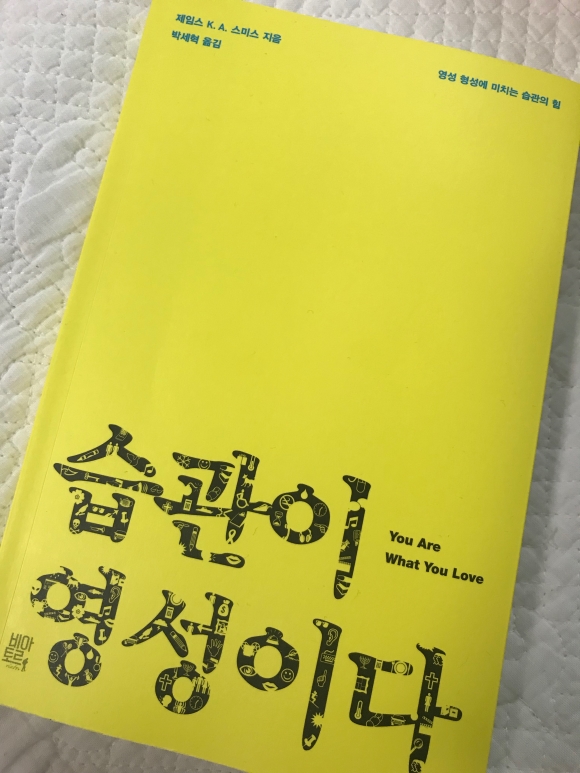 제임스 K. A. 스미스 지음
박세혁 옮김
영성 형성에 미치는 습관의 힘
습관이
You Are
What You Love
영성이다
비아
토르